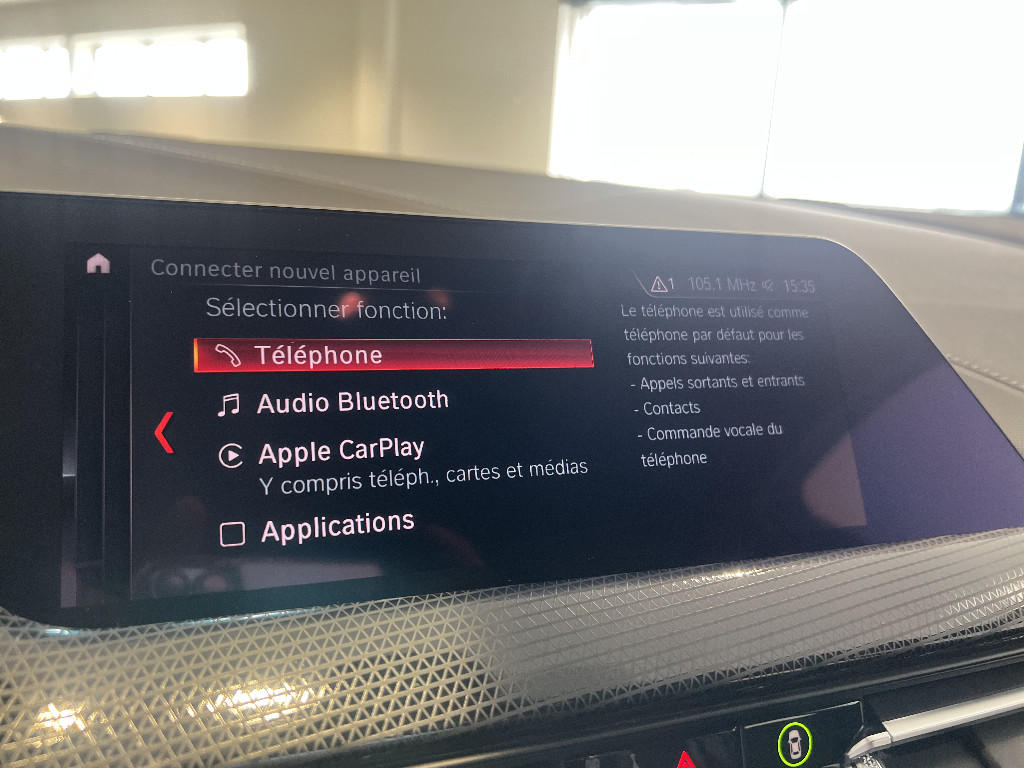 Connecter nouvel appareil
1 105.1 MHz 15:35
Sélectionner fonction:
Téléphone
Audio Bluetooth
Apple CarPlay
Y compris téléph., cartes et médias
Applications
Le téléphone est utilisé comme
téléphone par défaut pour les
fonctions suivantes:
- Appels sortants et entrants
- Contacts
- Commande vocale du
téléphone